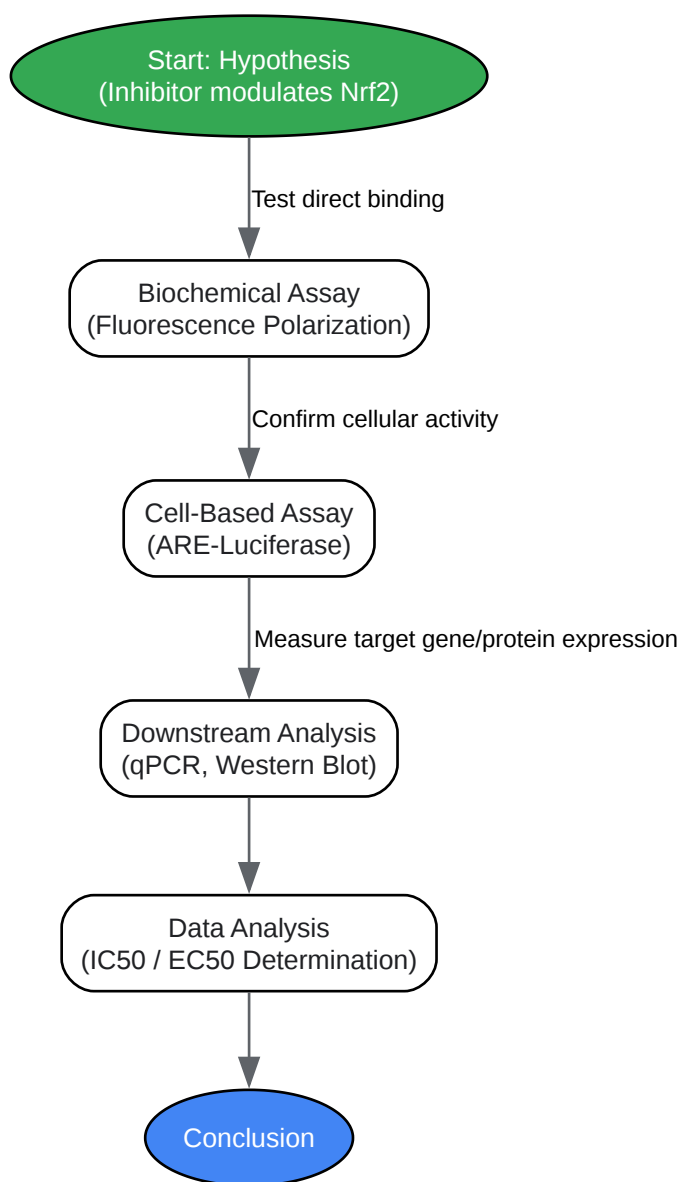 Start: Hypothesis
(Inhibitor modulates Nrf2)
Test direct binding
Biochemical Assay
(Fluorescence Polarization)
Confirm cellular activity
Cell-Based Assay
(ARE-Luciferase)
Measure target gene/protein expression
Downstream Analysis
(qPCR, Western Blot)
Data Analysis
(IC50 / EC50 Determination)
Conclusion